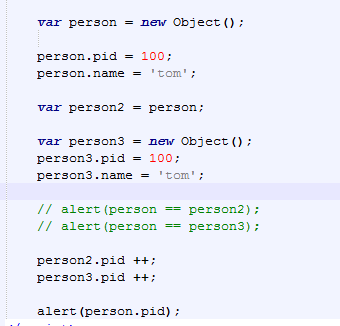 var person = new Object();
person.pid = 100;
person.name = 'tom';
var person2 = person;
var person3 = new Object();
person3.pid = 100;
person3.name = 'tom';
// alert(person == person2);
// alert(person == person3);
person2.pid ++;
person3.pid ++;
alert(person.pid);